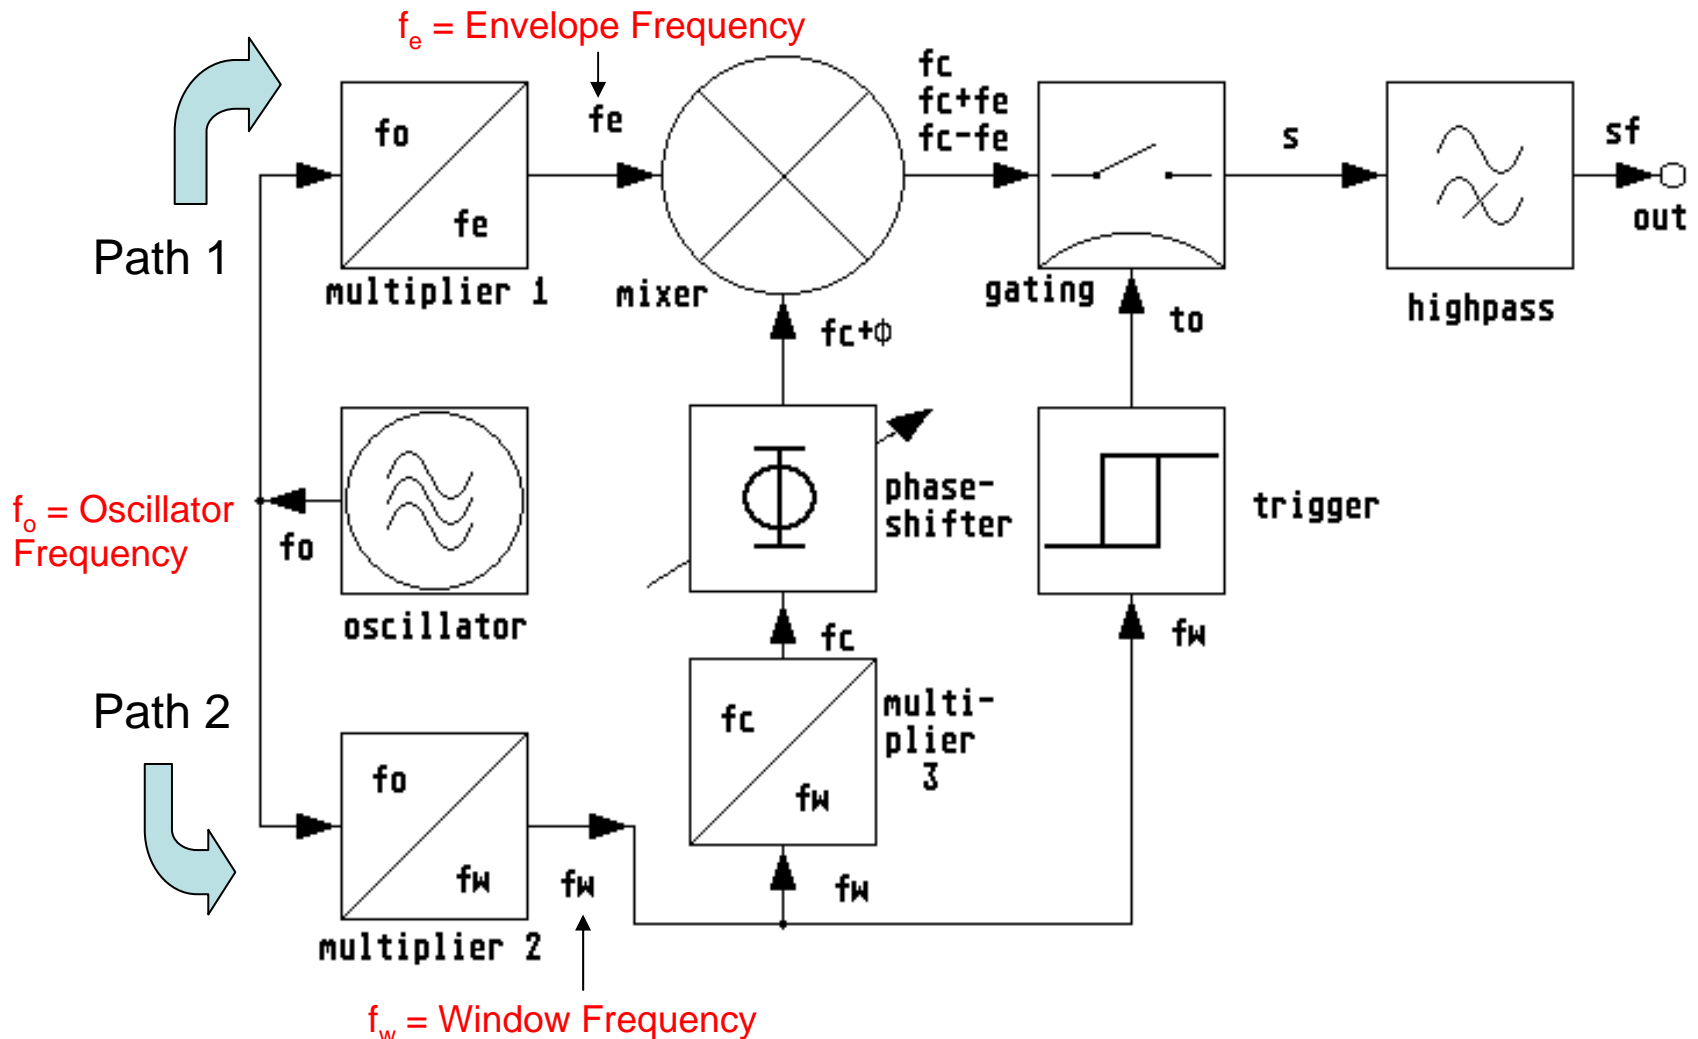 fe = Envelope Frequency
fe
fc
fc+fe
fc-fe
fo
fe
s
sf
out
Path 1
multiplier 1
mixer
gating
highpass
fc+Φ
to
Φ
phase-
shifter
trigger
fo = Oscillator
Frequency
fo
oscillator
fc
fw
Path 2
fc
fw
multi-
plier
3
fo
fw
fw
fw
multiplier 2
fw = Window Frequency